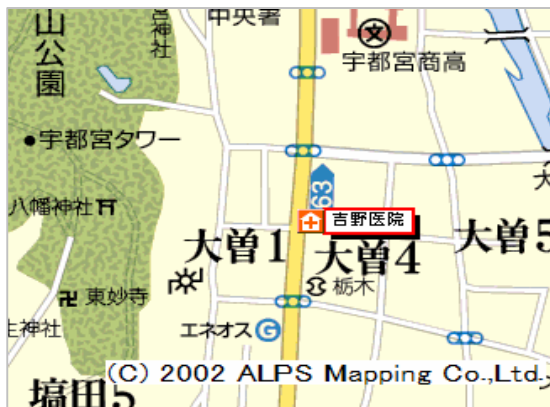 中央署
山公園
宮神社
文
宇都宮商高
宇都宮タワー
八幡神社
63
吉野医院
大曽1
大曽4
大曽5
大
東妙寺
栃木
生神社
エネオス
G
(C) 2002 ALPS Mapping Co.,Ltd.
塙田5